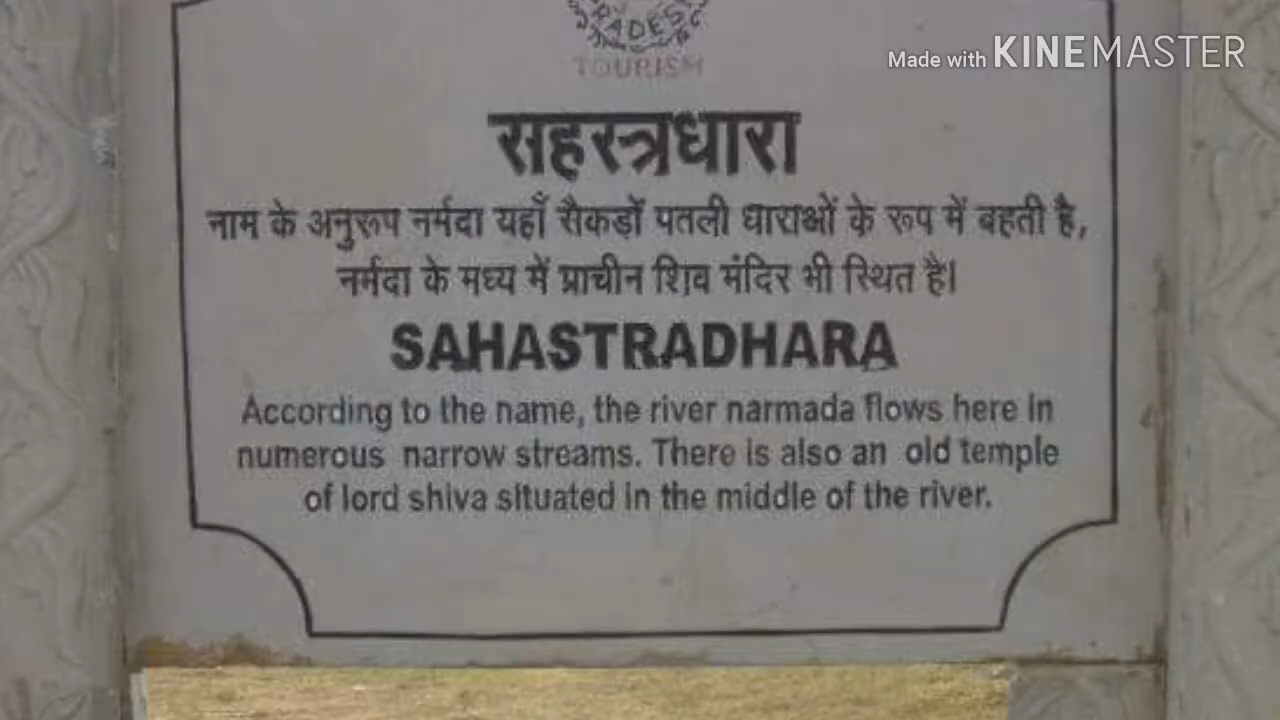 RADES
TOURISM
Made with KINEMASTER
सहस्त्रधारा
नाम के अनुरूप नर्मदा यहाँ सैकड़ों पतली धाराओं के रूप में बहती है,
नर्मदा के मध्य में प्राचीन शिव मंदिर भी स्थित है।
SAHASTRADHARA
According to the name, the river narmada flows here in
numerous narrow streams. There is also an old temple
of lord shiva situated in the middle of the river.